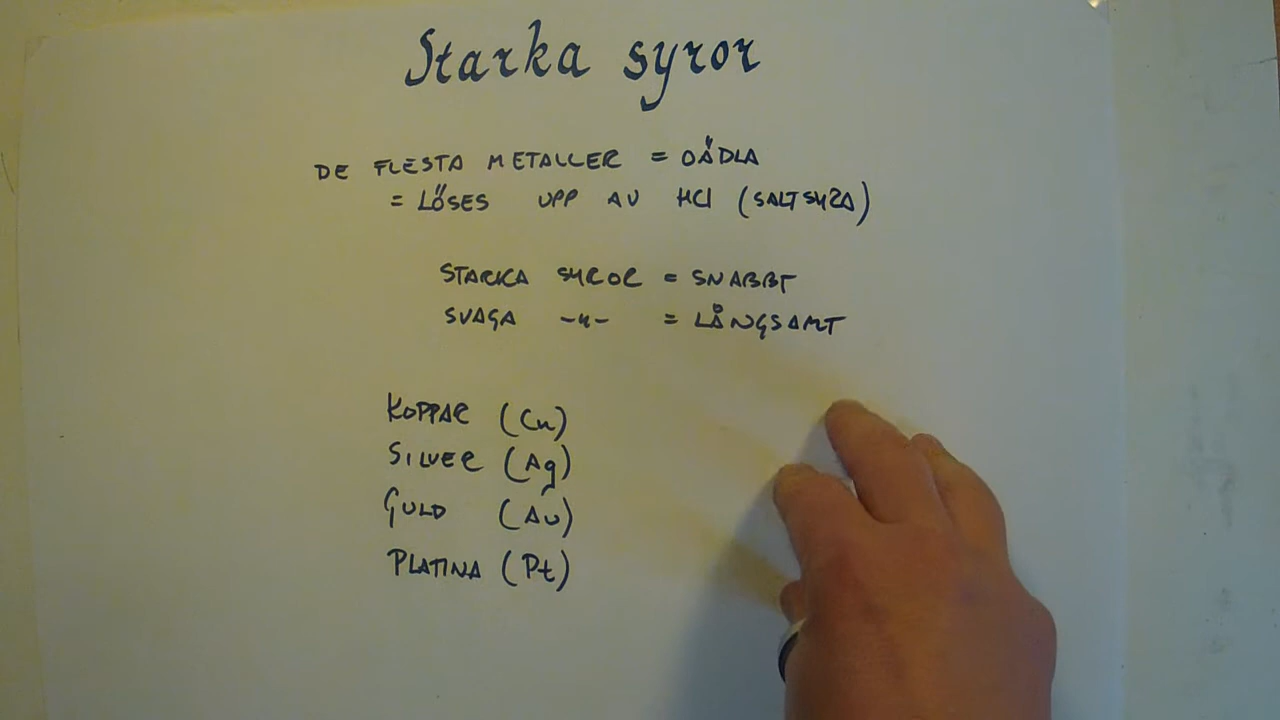 Starka syror
DE FLESTA METALLER = OÄDLA
= LÖSES UPP AV HCl (SALTSYRA)
STARKA SYROR = SNABBT
SVAGA -"- = LÅNGSAMT
KOPPAR (Cu)
SILVER (Ag)
GULD (Au)
PLATINA (Pt)